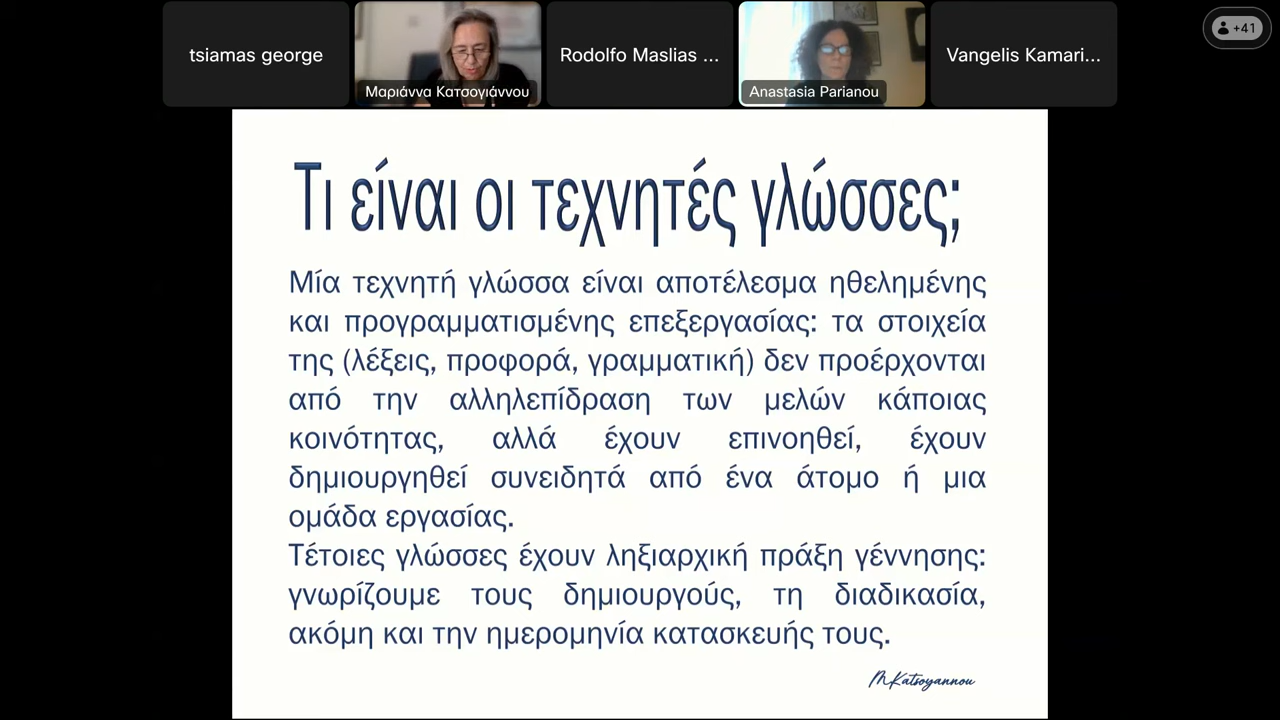 tsiamas george
Μαριάννα Κατσογιάννου
Rodolfo Maslias ...
Anastasia Parianou
Vangelis Kamari...
+41
Τι είναι οι τεχνητές γλώσσες;
Μία τεχνητή γλώσσα είναι αποτέλεσμα ηθελημένης
και προγραμματισμένης επεξεργασίας: τα στοιχεία
της (λέξεις, προφορά, γραμματική) δεν προέρχονται
από την αλληλεπίδραση των μελών κάποιας
κοινότητας, αλλά έχουν επινοηθεί, έχουν
δημιουργηθεί συνειδητά από ένα άτομο ή μια
ομάδα εργασίας.
Τέτοιες γλώσσες έχουν ληξιαρχική πράξη γέννησης:
γνωρίζουμε τους δημιουργούς, τη διαδικασία,
ακόμη και την ημερομηνία κατασκευής τους.
MKatsoyannou